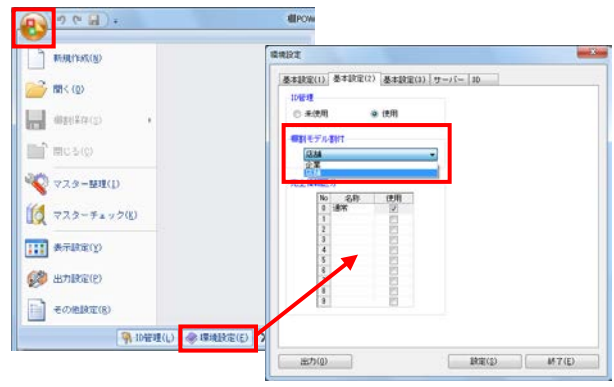 棚POW
新規作成(N)
開く(O)
棚割保存(S)
閉じる(C)
マスター整理(I)
マスターチェック(K)
表示設定(Y)
出力設定(P)
その他設定(R)
ID管理(L)
環境設定(E)
環境設定
基本設定(1)
基本設定(2)
基本設定(3)
サーバー
3D
ID管理
未使用
使用
棚割モデル割付
店舗
企業
店舗
No 名称 使用
0 通常
1
2
3
4
5
6
8
9
出力(O)
設定(S)
終了(E)